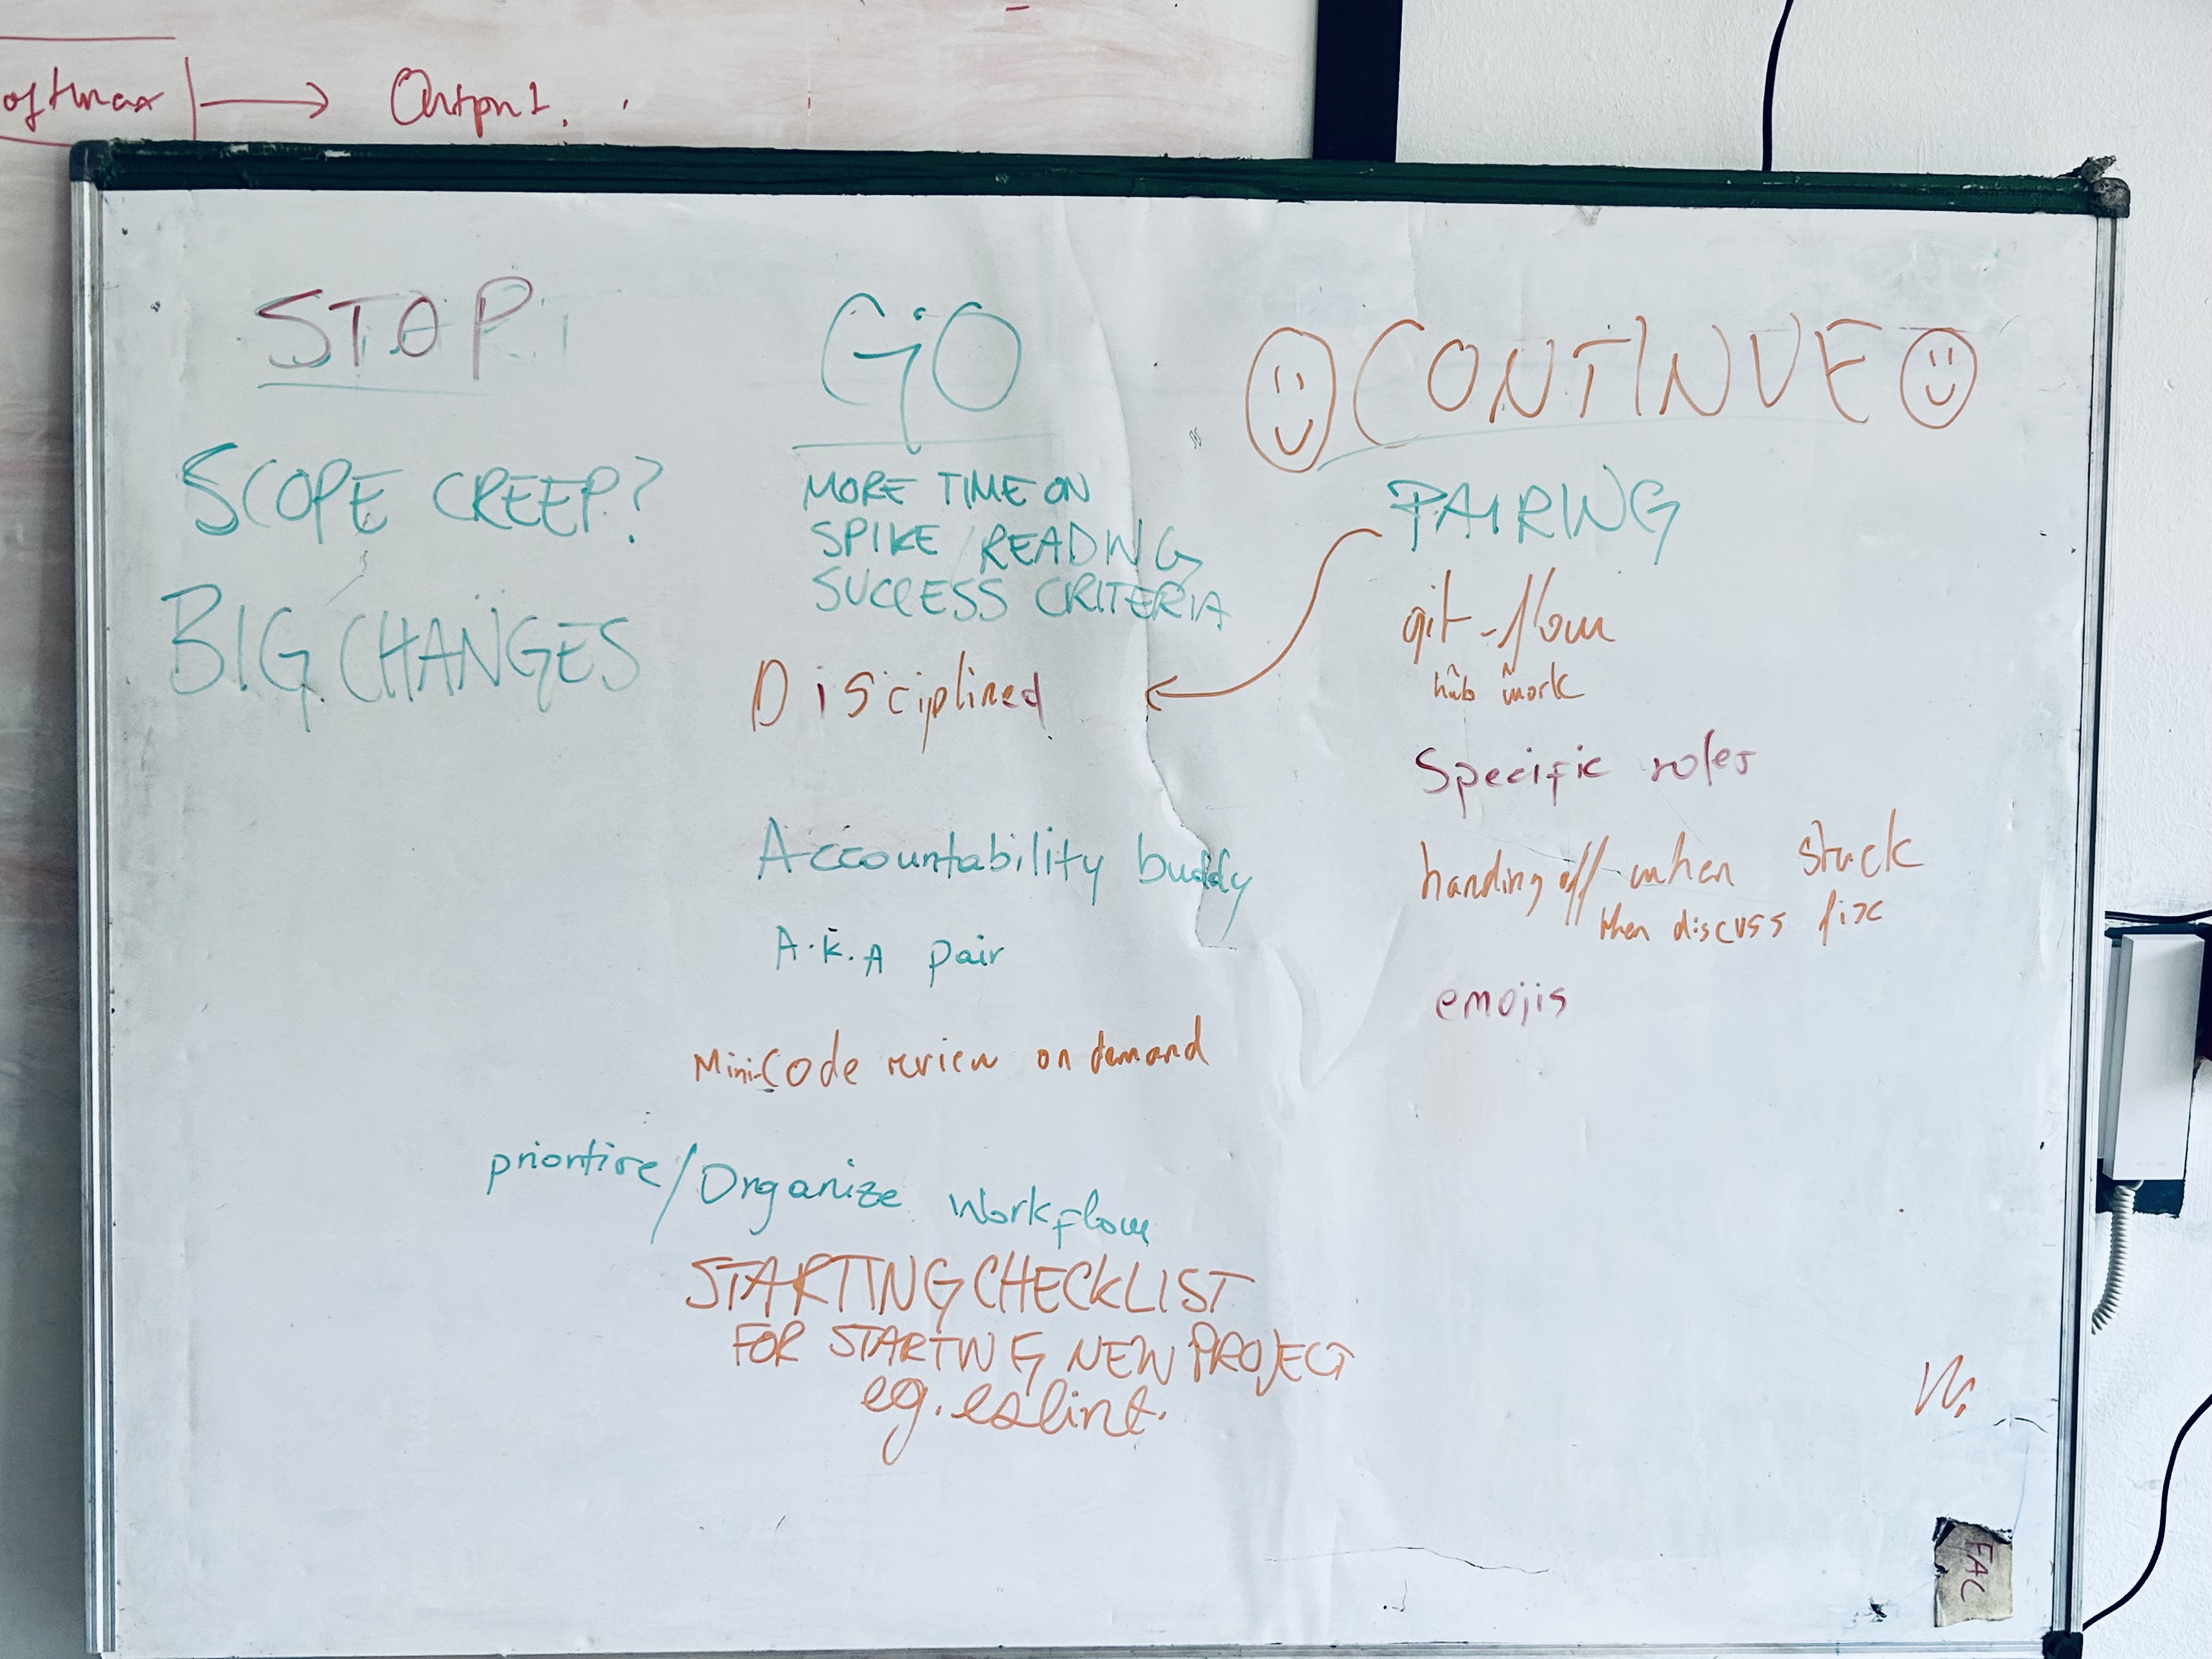 Output.
STOP
SCOPE CREEP?
BIG CHANGES
GO
MORE TIME ON
SPIKE / READING
SUCCESS CRITERIA
Disciplined
Accountability buddy
A.K.A pair
Mini-Code review on demand
prioritise/Organize Workflow
STARTING CHECKLIST
FOR STARTING NEW PROJECT
eg. eslint.
CONTINUE
PAIRING
git-flow
hub work
Specific roles
handing off when stuck
then discuss fix
emojis
FAC